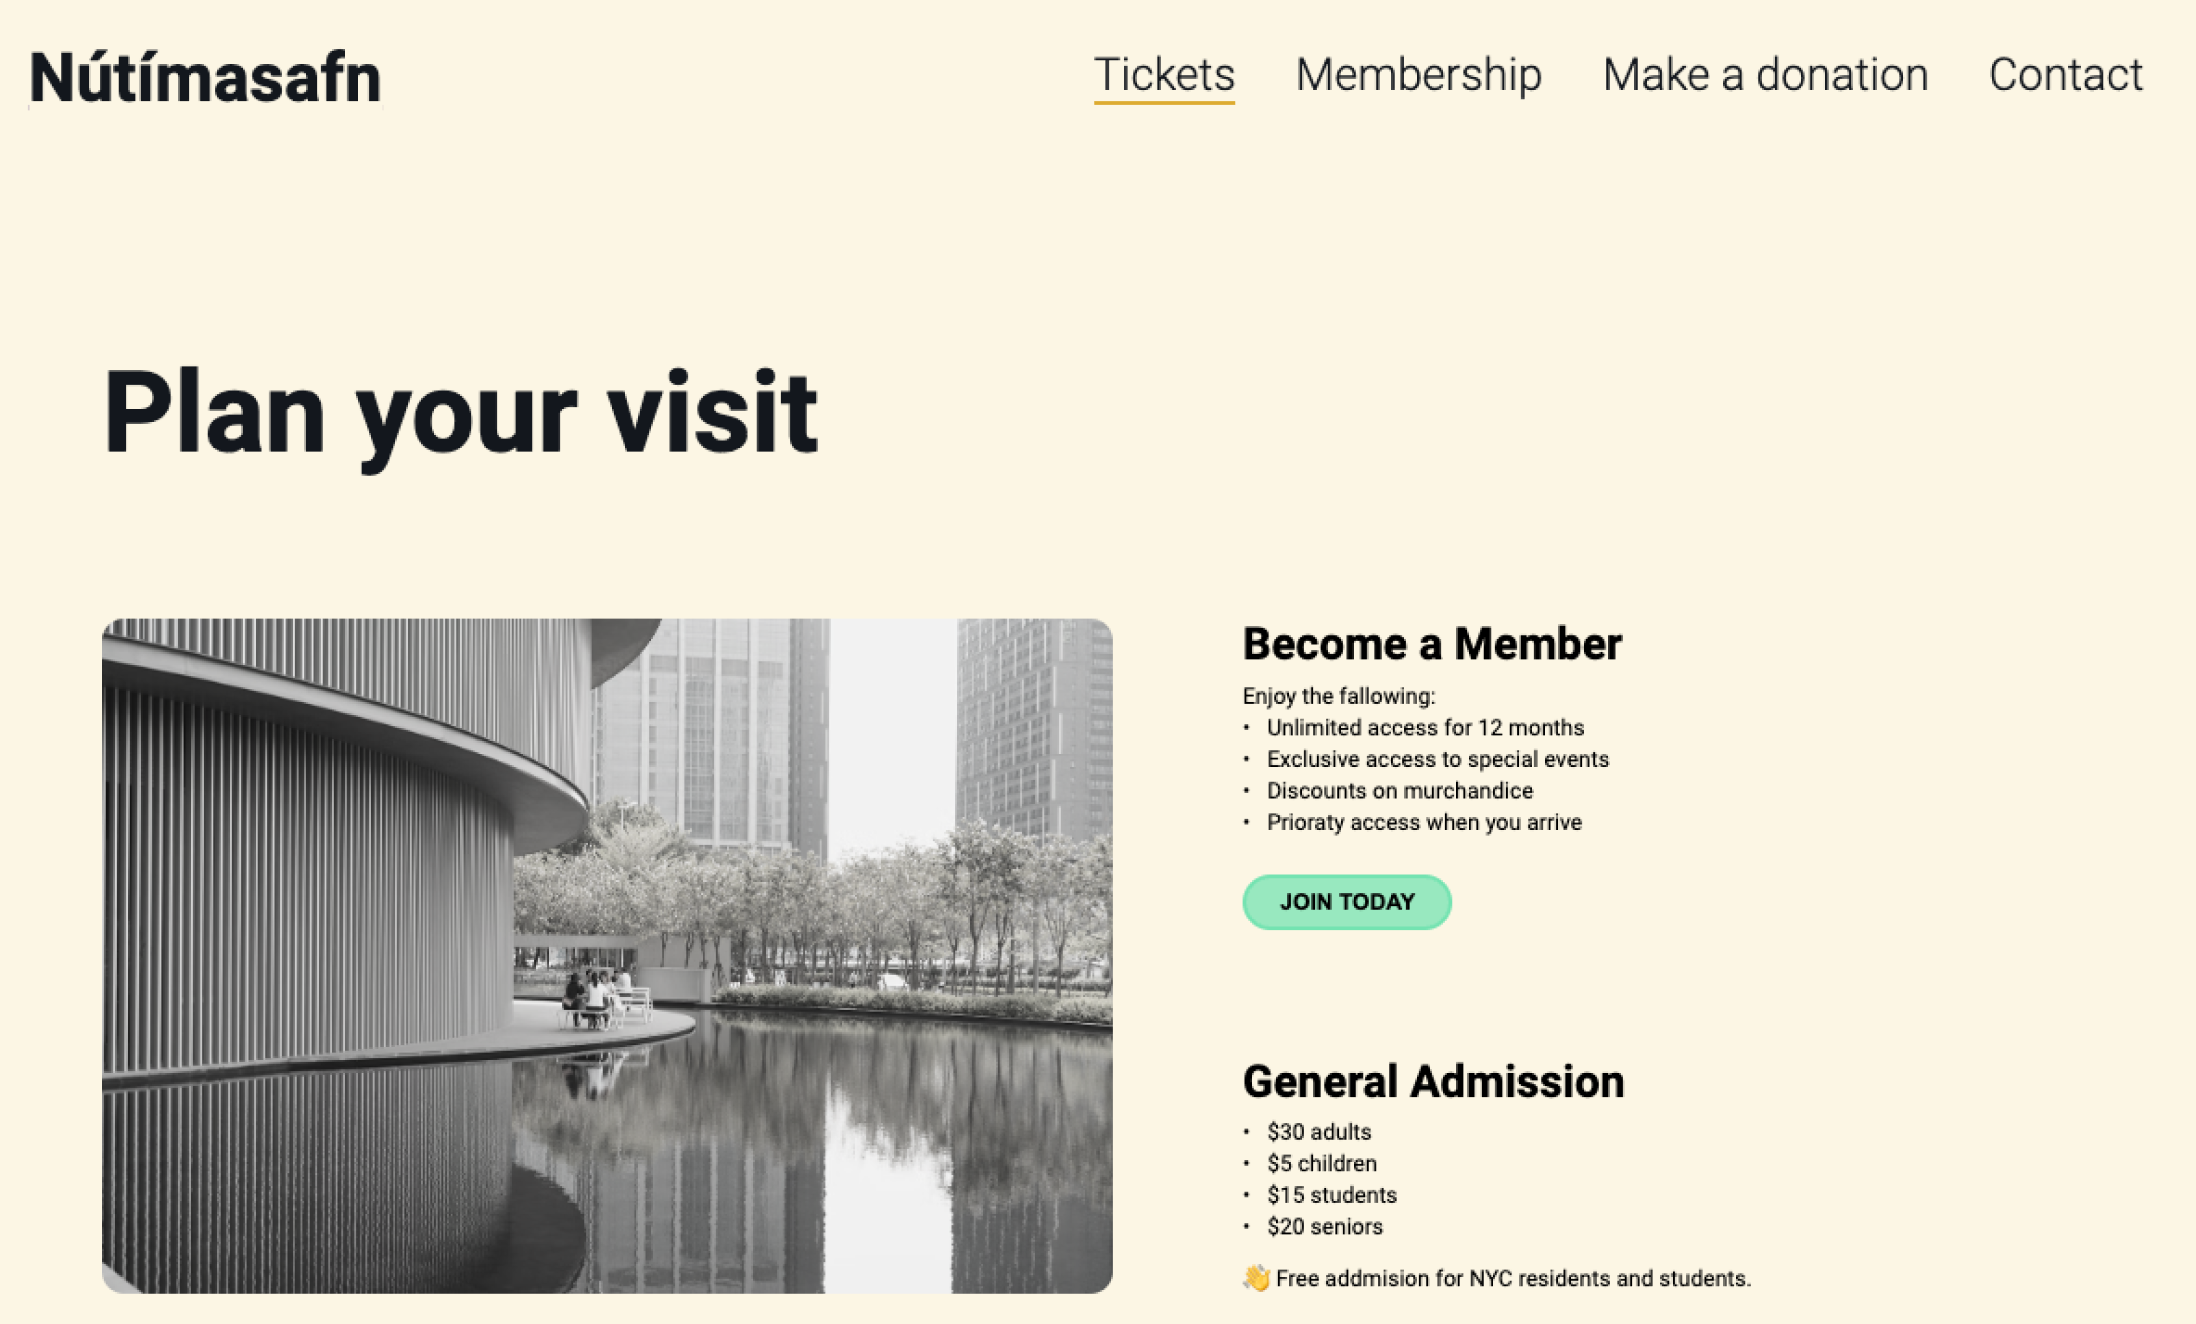 Nútímasafn
Tickets Membership Make a donation Contact
Plan your visit
Become a Member
Enjoy the fallowing:
• Unlimited access for 12 months
• Exclusive access to special events
• Discounts on murchandice
• Prioraty access when you arrive
JOIN TODAY
General Admission
• $30 adults
• $5 children
• $15 students
• $20 seniors
👋 Free addmision for NYC residents and students.